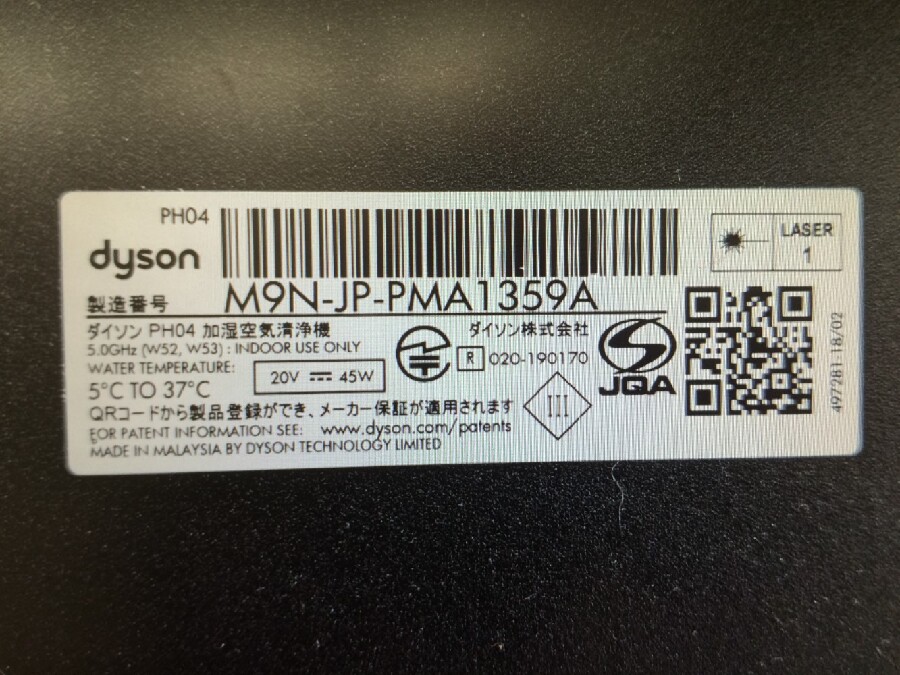 PH04
dyson
LASER
1
製造番号 M9N-JP-PMA1359A
ダイソン PH04 加湿空気清浄機
5.0GHz (W52, W53) : INDOOR USE ONLY
WATER TEMPERATURE:
5°C TO 37°C
20V ⎓ 45W
ダイソン株式会社
R 020-190170
JQA
III
QRコードから製品登録ができ、メーカー保証が適用されます
FOR PATENT INFORMATION SEE: www.dyson.com/patents
MADE IN MALAYSIA BY DYSON TECHNOLOGY LIMITED
497281-18/02